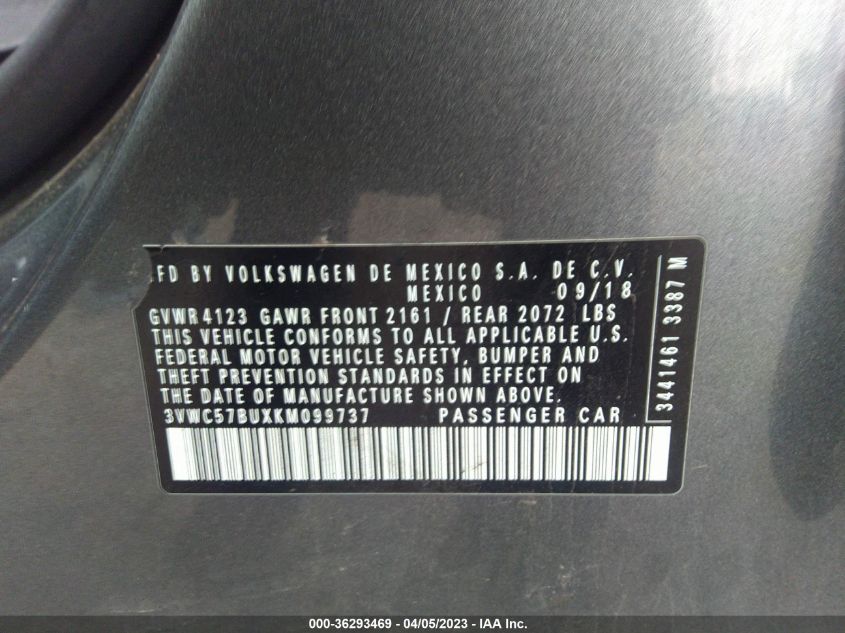 FD BY VOLKSWAGEN DE MEXICO S.A. DE C.V.
MEXICO 09/18
GVWR 4123 GAWR FRONT 2161 / REAR 2072 LBS
THIS VEHICLE CONFORMS TO ALL APPLICABLE U.S.
FEDERAL MOTOR VEHICLE SAFETY, BUMPER AND
THEFT PREVENTION STANDARDS IN EFFECT ON
THE DATE OF MANUFACTURE SHOWN ABOVE.
3VWC57BUXKM099737 PASSENGER CAR
3441461 3387 M
000-36293469 - 04/05/2023 - IAA Inc.